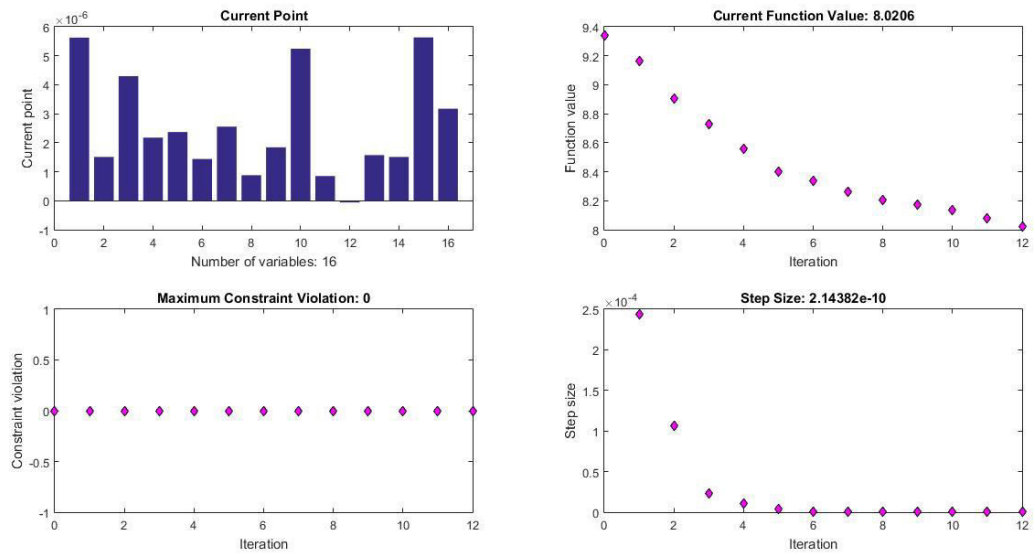 Current Point
×10^-6
6
5
4
3
2
1
0
-1
Current point
0 2 4 6 8 10 12 14 16
Number of variables: 16
Current Function Value: 8.0206
9.4
9.2
9
8.8
8.6
8.4
8.2
8
Function value
0 2 4 6 8 10 12
Iteration
Maximum Constraint Violation: 0
1
0.5
0
-0.5
-1
Constraint violation
0 2 4 6 8 10 12
Iteration
Step Size: 2.14382e-10
×10^-4
2.5
2
1.5
1
0.5
0
Step size
0 2 4 6 8 10 12
Iteration